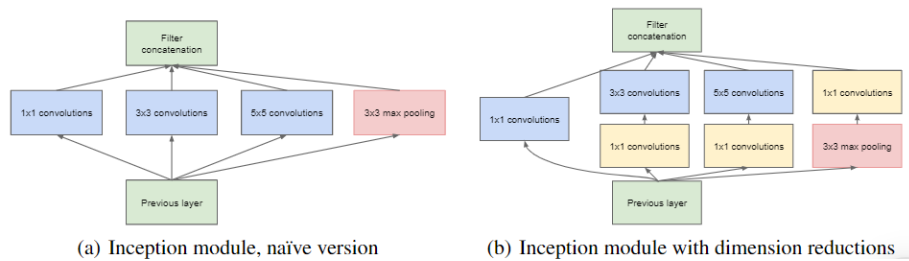 Filter
concatenation
1x1 convolutions
3x3 convolutions
5x5 convolutions
3x3 max pooling
Previous layer
(a) Inception module, naïve version
Filter
concatenation
3x3 convolutions
5x5 convolutions
1x1 convolutions
1x1 convolutions
1x1 convolutions
1x1 convolutions
3x3 max pooling
Previous layer
(b) Inception module with dimension reductions